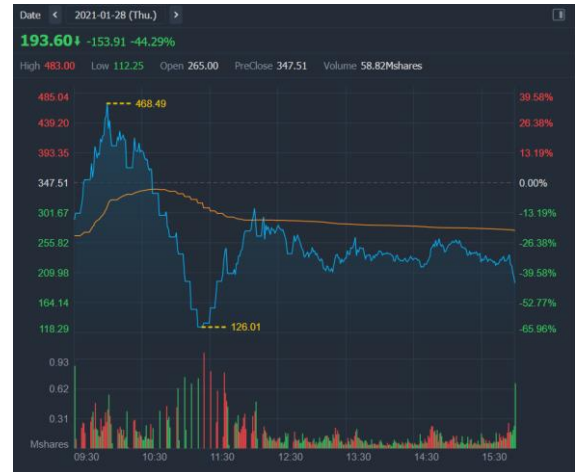 Date < 2021-01-28 (Thu.) >
193.60⬇ -153.91 -44.29%
High 483.00 Low 112.25 Open 265.00 PreClose 347.51 Volume 58.82Mshares
485.04 39.58%
468.49
439.20 26.38%
393.35 13.19%
347.51 0.00%
301.67 -13.19%
255.82 -26.38%
209.98 -39.58%
164.14 -52.77%
118.29 126.01 -65.96%
0.93
0.62
0.31
Mshares
09:30 10:30 11:30 12:30 13:30 14:30 15:30